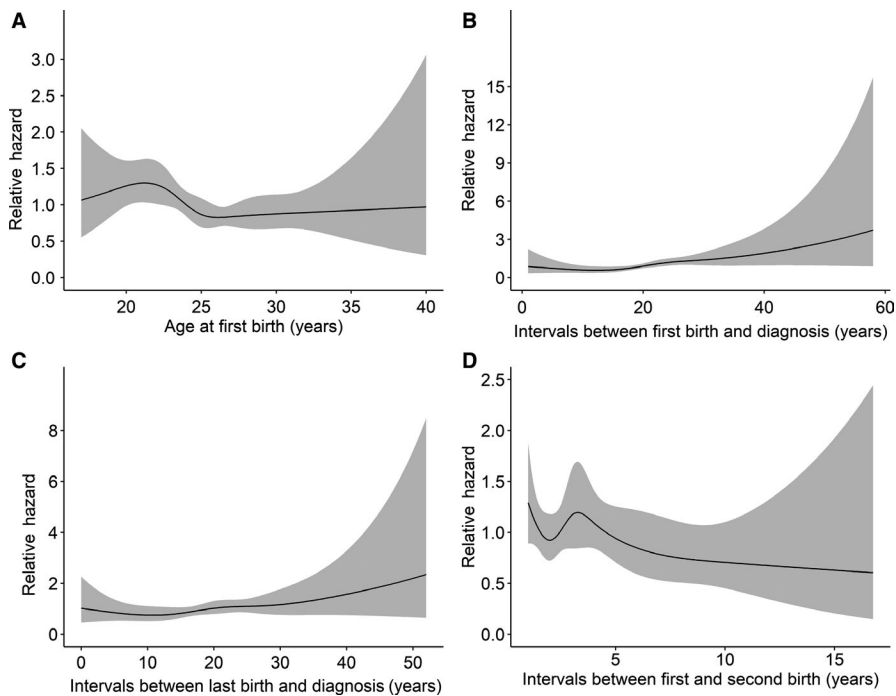 A
Relative hazard
3.0
2.5
2.0
1.5
1.0
0.5
0.0
20 25 30 35 40
Age at first birth (years)
B
Relative hazard
15
12
9
6
3
0
0 20 40 60
Intervals between first birth and diagnosis (years)
C
Relative hazard
8
6
4
2
0
0 10 20 30 40 50
Intervals between last birth and diagnosis (years)
D
Relative hazard
2.5
2.0
1.5
1.0
0.5
0.0
5 10 15
Intervals between first and second birth (years)